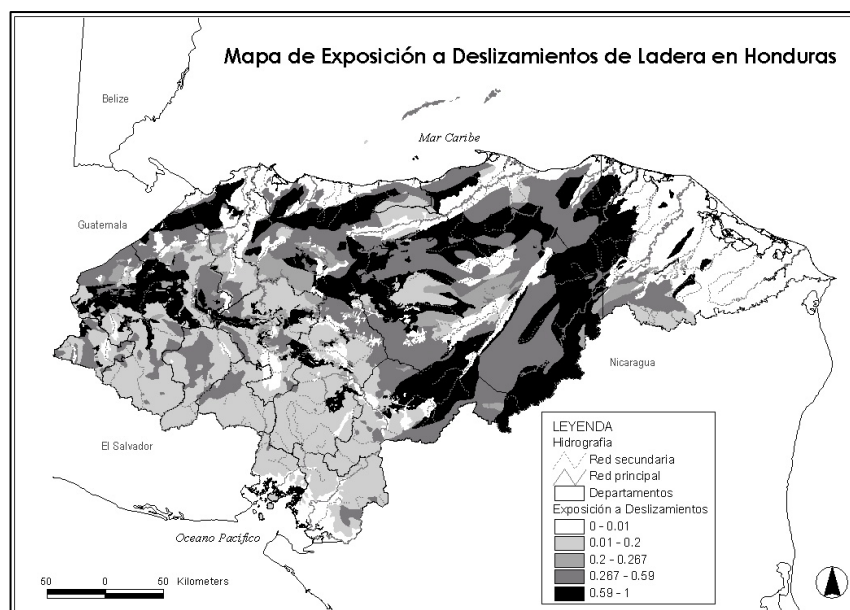 Mapa de Exposición a Deslizamientos de Ladera en Honduras
Belize
Mar Caribe
Guatemala
Nicaragua
El Salvador
Oceano Pacifico
LEYENDA
Hidrografia
Red secundaria
Red principal
Departamentos
Exposición a Deslizamientos
0 - 0.01
0.01 - 0.2
0.2 - 0.267
0.267 - 0.59
0.59 - 1
50 0 50 Kilometers
N